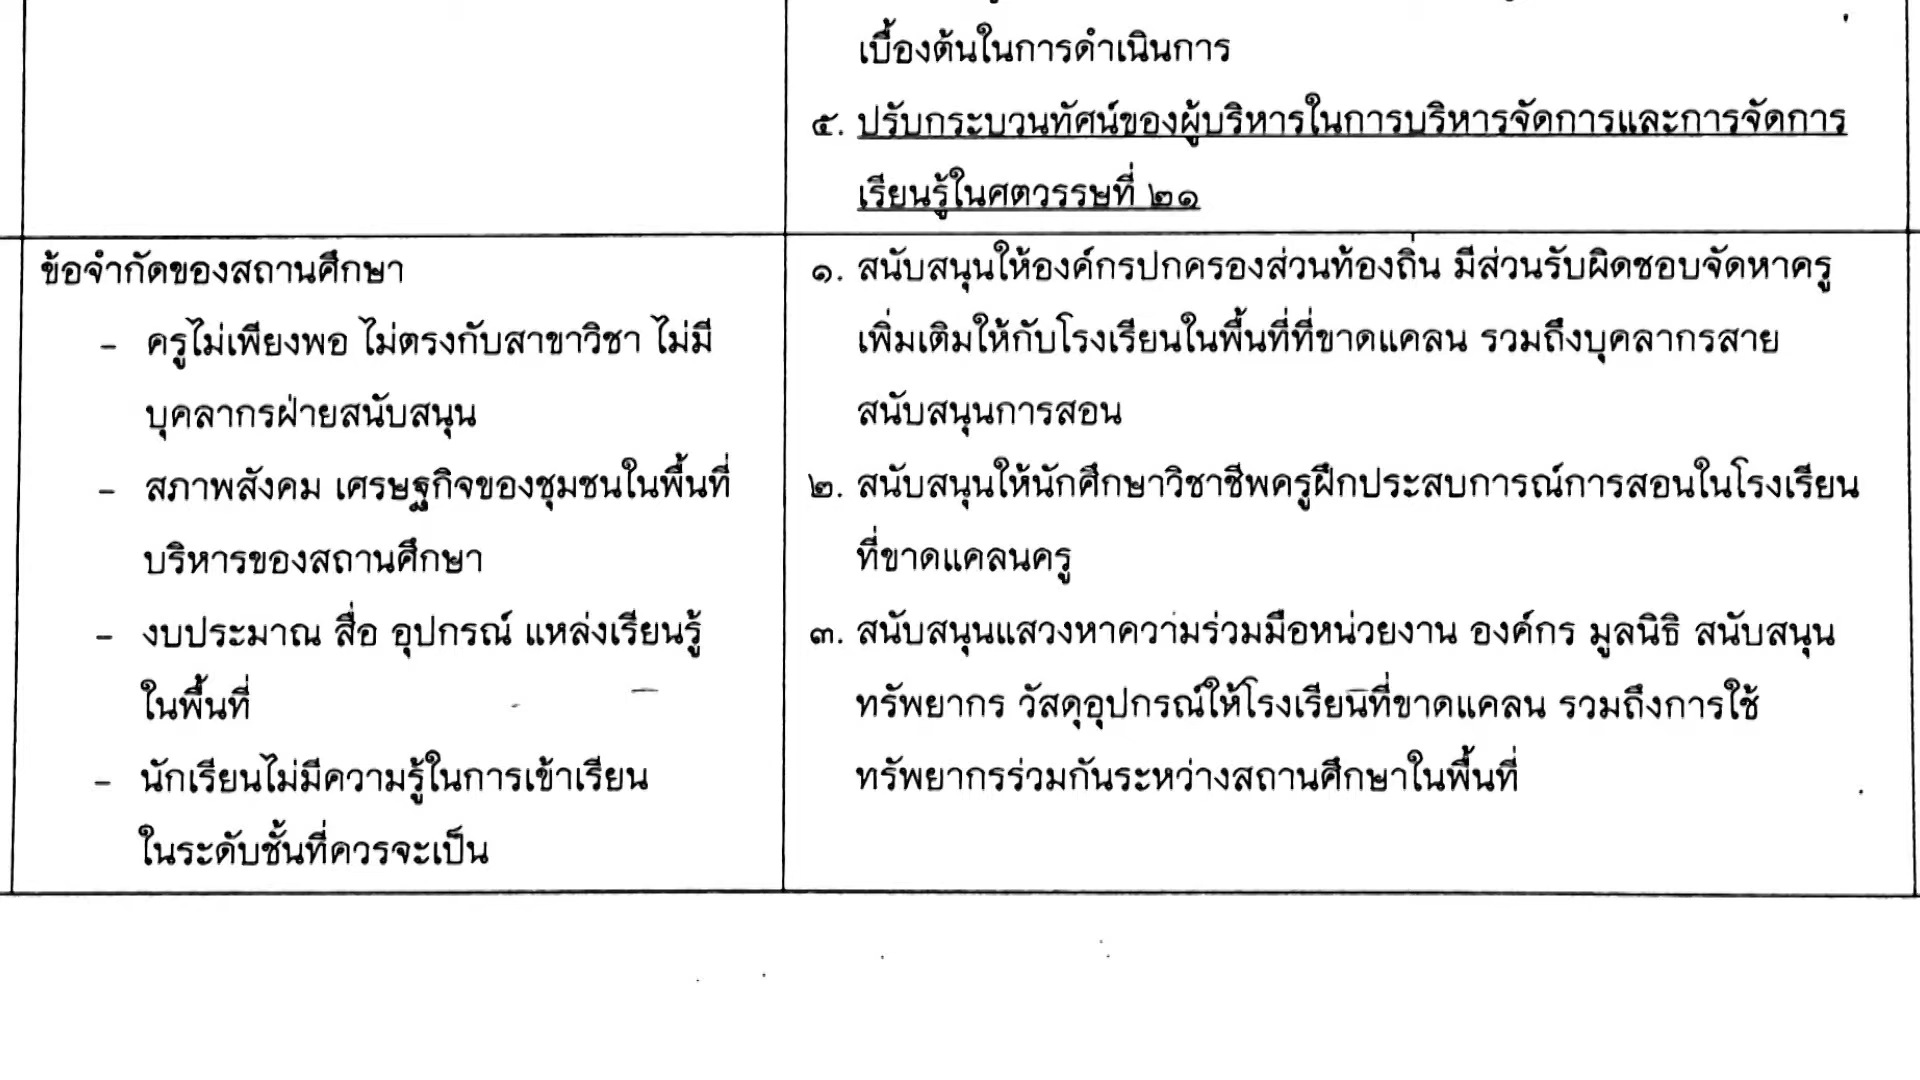 เบื้องต้นในการดำเนินการ
๕. ปรับกระบวนทัศน์ของผู้บริหารในการบริหารจัดการและการจัดการ
เรียนรู้ในศตวรรษที่ ๒๑
ข้อจำกัดของสถานศึกษา
- ครูไม่เพียงพอ ไม่ตรงกับสาขาวิชา ไม่มี
บุคลากรฝ่ายสนับสนุน
- สภาพสังคม เศรษฐกิจของชุมชนในพื้นที่
บริหารของสถานศึกษา
- งบประมาณ สื่อ อุปกรณ์ แหล่งเรียนรู้
ในพื้นที่
- นักเรียนไม่มีความรู้ในการเข้าเรียน
ในระดับชั้นที่ควรจะเป็น
๑. สนับสนุนให้องค์กรปกครองส่วนท้องถิ่น มีส่วนรับผิดชอบจัดหาครู
เพิ่มเติมให้กับโรงเรียนในพื้นที่ที่ขาดแคลน รวมถึงบุคลากรสาย
สนับสนุนการสอน
๒. สนับสนุนให้นักศึกษาวิชาชีพครูฝึกประสบการณ์การสอนในโรงเรียน
ที่ขาดแคลนครู
๓. สนับสนุนแสวงหาความร่วมมือหน่วยงาน องค์กร มูลนิธิ สนับสนุน
ทรัพยากร วัสดุอุปกรณ์ให้โรงเรียนที่ขาดแคลน รวมถึงการใช้
ทรัพยากรร่วมกันระหว่างสถานศึกษาในพื้นที่